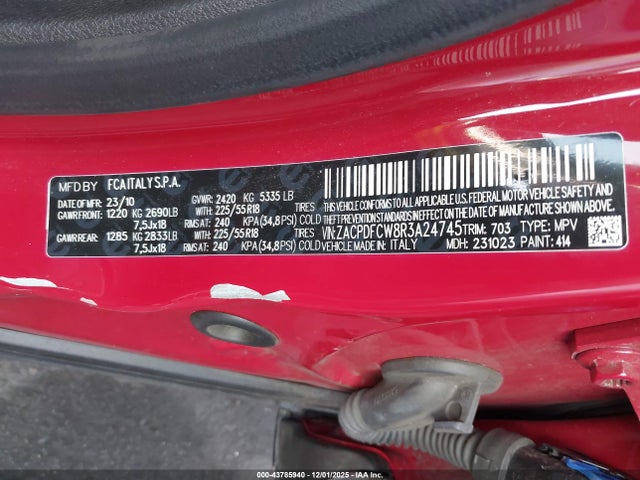 MFD BY FCA ITALY S.P.A.
DATE OF MFR. 23/10 GVWR: 2420 KG 5335 LB
GAWR FRONT: 1220 KG 2690LB WITH 225/55R18 TIRES
7,5Jx18 RIMS AT 240 KPA (34,8PSI) COLD
GAWR REAR: 1285 KG 2833LB WITH 225/55R18 TIRES
7,5Jx18 RIMS AT 240 KPA (34,8PSI) COLD
THIS VEHICLE CONFORMS TO ALL APPLICABLE U.S. FEDERAL MOTOR VEHICLE SAFETY AND
THEFT PREVENTION STANDARDS IN EFFECT ON THE DATE OF MANUFACTURE SHOWN ABOVE
VIN: ZACPDFCW8R3A24745 TRIM: 703 TYPE: MPV
VEHICLE MADE IN: ITALY MDH: 231023 PAINT: 414
000-43785940 - 12/01/2025 - IAAI.COM